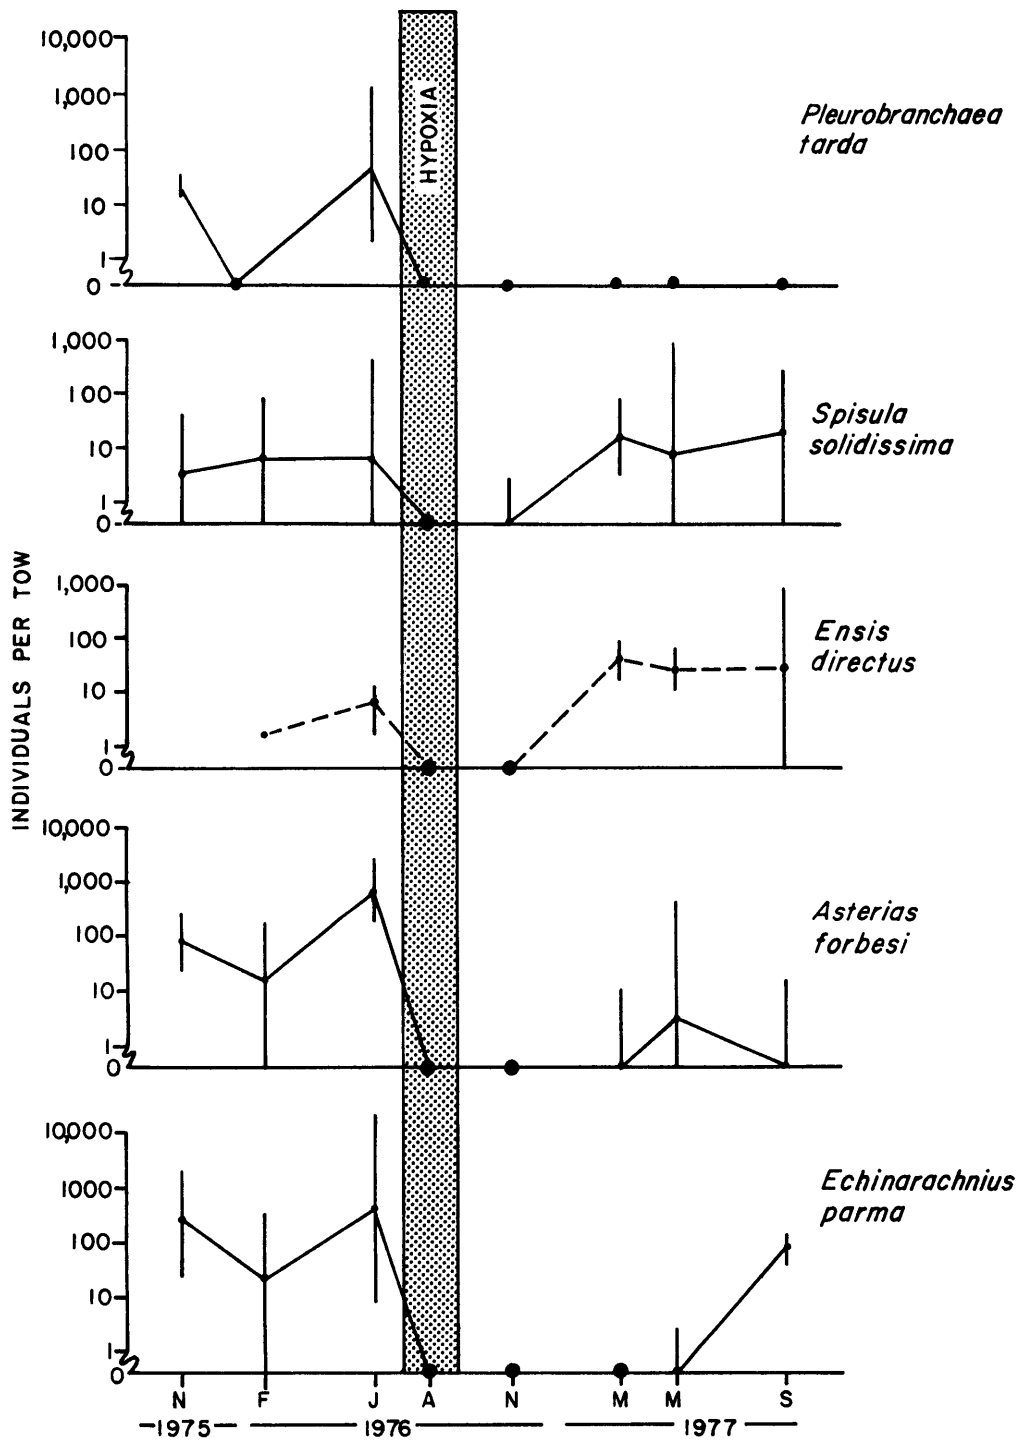 INDIVIDUALS PER TOW
HYPOXIA
10,000
1,000
100
10
1
0
Pleurobranchaea
tarda
1,000
100
10
1
0
Spisula
solidissima
1,000
100
10
1
0
Ensis
directus
10,000
1,000
100
10
1
0
Asterias
forbesi
10,000
1000
100
10
1
0
Echinarachnius
parma
N F J A N M M S
1975 1976 1977